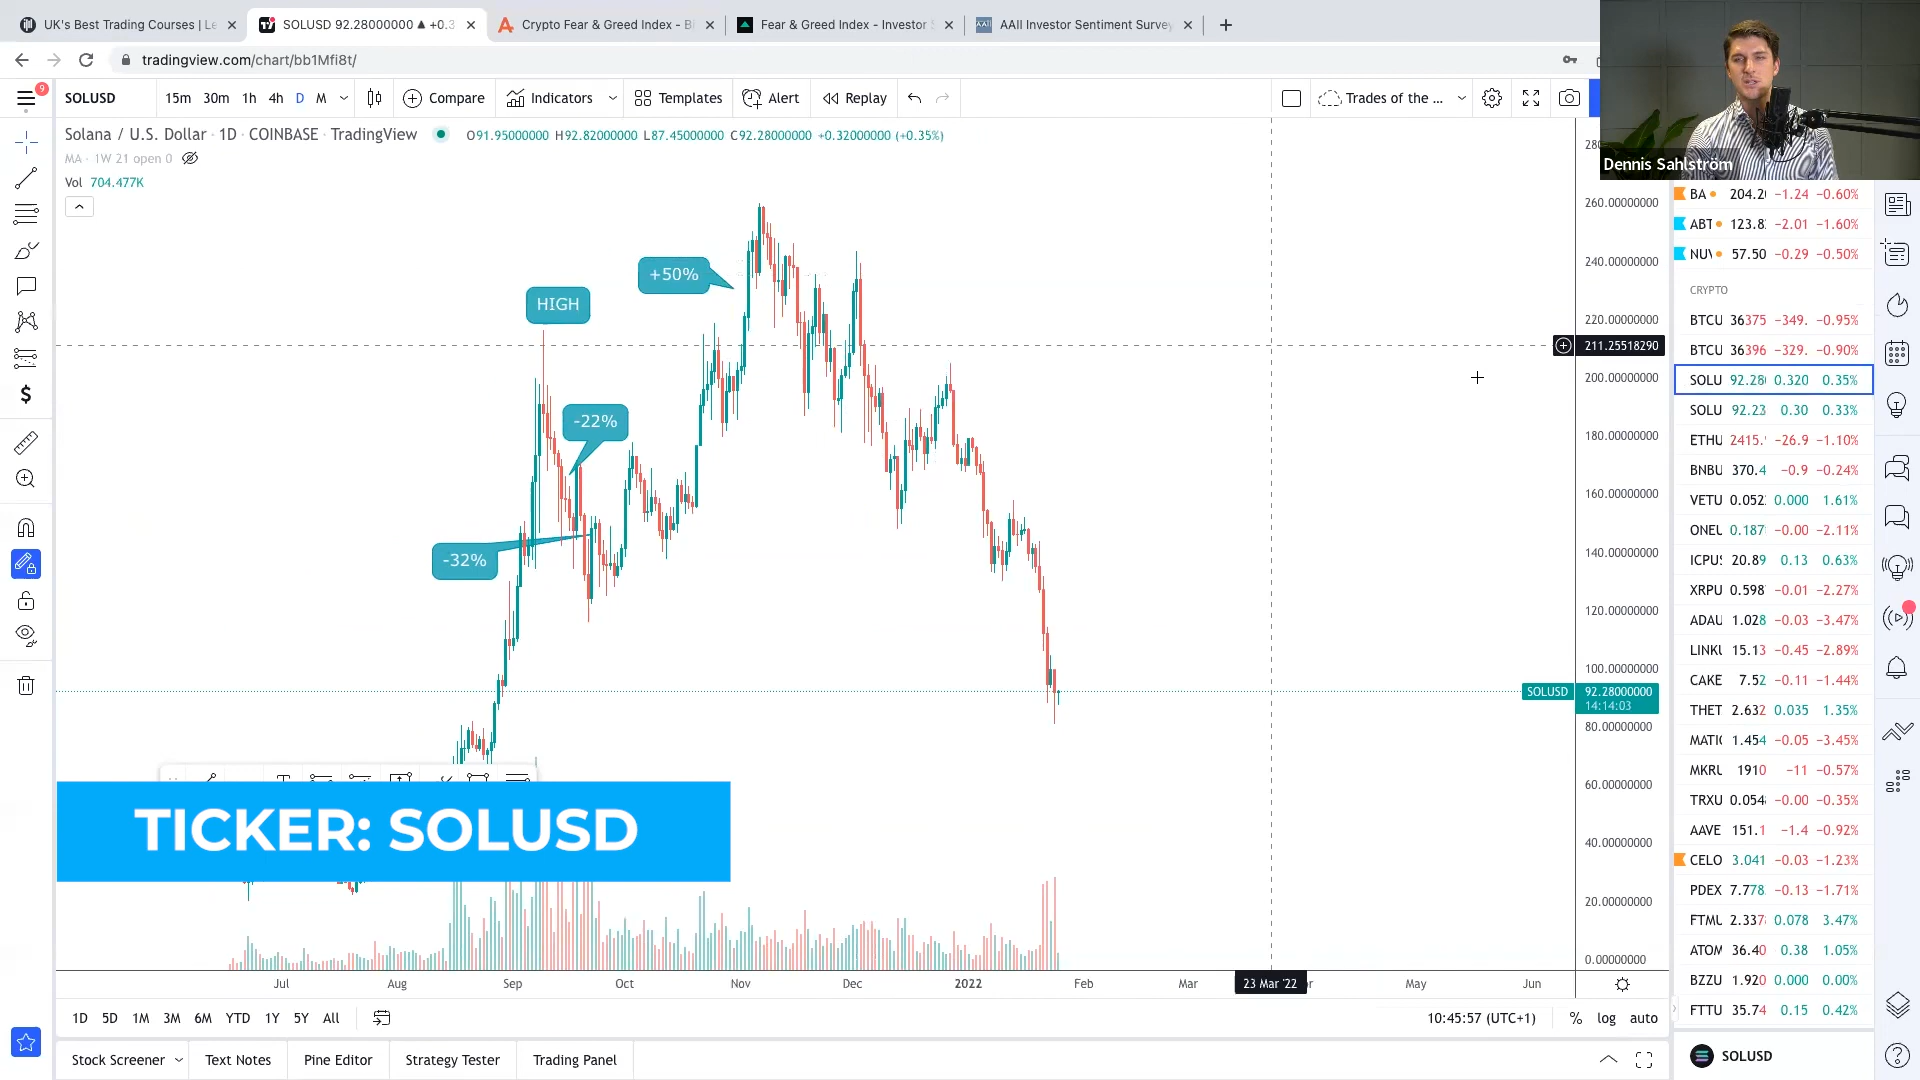 UK's Best Trading Courses | Le
SOLUSD 92.28000000 ▲ +0.3
Crypto Fear & Greed Index - Bi
Fear & Greed Index - Investor S
AAII Investor Sentiment Survey
tradingview.com/chart/bb1Mfi8t/
9
SOLUSD
15m 30m 1h 4h D M
Compare
Indicators
Templates
Alert
Replay
Trades of the ...
Dennis Sahlström
Solana / U.S. Dollar · 1D · COINBASE · TradingView
O91.95000000 H92.82000000 L87.45000000 C92.28000000 +0.32000000 (+0.35%)
MA · 1W 21 open 0
Vol 704.477K
HIGH
+50%
-22%
-32%
TICKER: SOLUSD
260.00000000
240.00000000
220.00000000
211.25518290
200.00000000
180.00000000
160.00000000
140.00000000
120.00000000
100.00000000
SOLUSD 92.28000000
14:14:03
80.00000000
60.00000000
40.00000000
20.00000000
0.00000000
Jul Aug Sep Oct Nov Dec 2022 Feb Mar 23 Mar '22 May Jun
BA 204.20 −1.24 −0.60%
ABT 123.8 −2.01 −1.60%
NUV 57.50 −0.29 −0.50%
CRYPTO
BTCU 36375 −349. −0.95%
BTCU 36396 −329. −0.90%
SOLU 92.28 0.320 0.35%
SOLU 92.23 0.30 0.33%
ETHU 2415. −26.9 −1.10%
BNBU 370.4 −0.9 −0.24%
VETU 0.052 0.000 1.61%
ONEU 0.187 −0.00 −2.11%
ICPUS 20.89 0.13 0.63%
XRPU 0.598 −0.01 −2.27%
ADAU 1.028 −0.03 −3.47%
LINKU 15.13 −0.45 −2.89%
CAKE 7.52 −0.11 −1.44%
THET 2.632 0.035 1.35%
MATIC 1.454 −0.05 −3.45%
MKRU 1910 −11 −0.57%
TRXU 0.054 −0.00 −0.35%
AAVE 151.1 −1.4 −0.92%
CELO 3.041 −0.03 −1.23%
PDEX 7.778 −0.13 −1.71%
FTMU 2.337 0.078 3.47%
ATOM 36.40 0.38 1.05%
BZZU 1.920 0.000 0.00%
FTTU 35.74 0.15 0.42%
1D 5D 1M 3M 6M YTD 1Y 5Y All
10:45:57 (UTC+1) % log auto
Stock Screener Text Notes Pine Editor Strategy Tester Trading Panel
SOLUSD